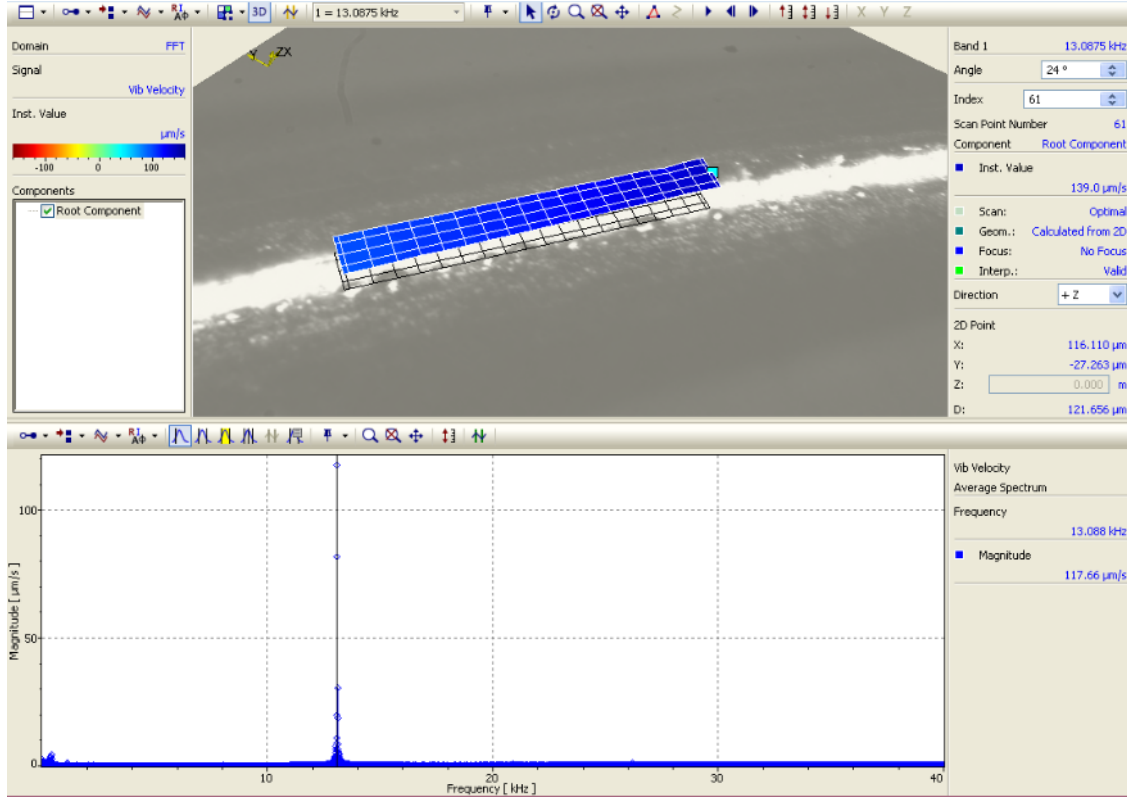 3D 1 = 13.0875 kHz X Y Z
Domain FFT
Signal
Vib Velocity
Inst. Value
µm/s
-100 0 100
Components
Root Component
Y ZX
Band 1 13.0875 kHz
Angle 24 °
Index 61
Scan Point Number 61
Component Root Component
Inst. Value
139.0 µm/s
Scan: Optimal
Geom.: Calculated from 2D
Focus: No Focus
Interp.: Valid
Direction + Z
2D Point
X: 116.110 µm
Y: -27.263 µm
Z: 0.000 m
D: 121.656 µm
100
50
0
10 20 30 40
Magnitude [ µm/s ]
Frequency [ kHz ]
Vib Velocity
Average Spectrum
Frequency
13.088 kHz
Magnitude
117.66 µm/s